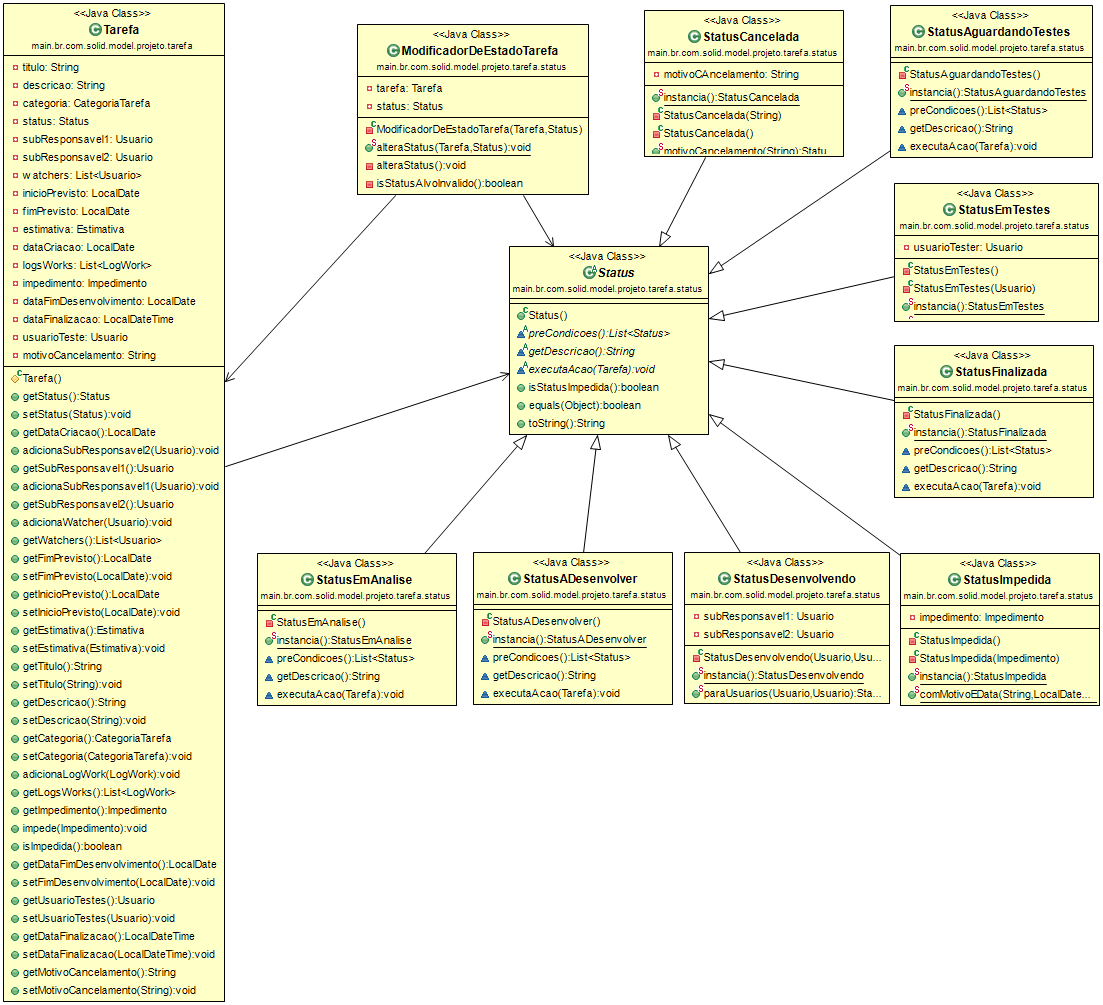 <<Java Class>>
Tarefa
main.br.com.solid.model.projeto.tarefa
titulo: String
descricao: String
categoria: CategoriaTarefa
status: Status
subResponsavel1: Usuario
subResponsavel2: Usuario
watchers: List<Usuario>
inicioPrevisto: LocalDate
fimPrevisto: LocalDate
estimativa: Estimativa
dataCriacao: LocalDate
logsWorks: List<LogWork>
impedimento: Impedimento
dataFimDesenvolvimento: LocalDate
dataFinalizacao: LocalDateTime
usuarioTeste: Usuario
motivoCancelamento: String
Tarefa()
getStatus():Status
setStatus(Status):void
getDataCriacao():LocalDate
adicionaSubResponsavel2(Usuario):void
getSubResponsavel1():Usuario
adicionaSubResponsavel1(Usuario):void
getSubResponsavel2():Usuario
adicionaWatcher(Usuario):void
getWatchers():List<Usuario>
getFimPrevisto():LocalDate
setFimPrevisto(LocalDate):void
getInicioPrevisto():LocalDate
setInicioPrevisto(LocalDate):void
getEstimativa():Estimativa
setEstimativa(Estimativa):void
getTitulo():String
setTitulo(String):void
getDescricao():String
setDescricao(String):void
getCategoria():CategoriaTarefa
setCategoria(CategoriaTarefa):void
adicionaLogWork(LogWork):void
getLogsWorks():List<LogWork>
getImpedimento():Impedimento
impede(Impedimento):void
isImpedida():boolean
getDataFimDesenvolvimento():LocalDate
setFimDesenvolvimento(LocalDate):void
getUsuarioTestes():Usuario
setUsuarioTestes(Usuario):void
getDataFinalizacao():LocalDateTime
setDataFinalizacao(LocalDateTime):void
getMotivoCancelamento():String
setMotivoCancelamento(String):void
<<Java Class>>
ModificadorDeEstadoTarefa
main.br.com.solid.model.projeto.tarefa.status
tarefa: Tarefa
status: Status
ModificadorDeEstadoTarefa(Tarefa,Status)
alteraStatus(Tarefa,Status):void
alteraStatus():void
isStatusAlvoInvalido():boolean
<<Java Class>>
StatusCancelada
main.br.com.solid.model.projeto.tarefa.status
motivoCAncelamento: String
instancia():StatusCancelada
StatusCancelada(String)
StatusCancelada()
motivoCancelamento(String):Statu
<<Java Class>>
StatusAguardandoTestes
main.br.com.solid.model.projeto.tarefa.status
StatusAguardandoTestes()
instancia():StatusAguardandoTestes
preCondicoes():List<Status>
getDescricao():String
executaAcao(Tarefa):void
<<Java Class>>
StatusEmTestes
main.br.com.solid.model.projeto.tarefa.status
usuarioTester: Usuario
StatusEmTestes()
StatusEmTestes(Usuario)
instancia():StatusEmTestes
<<Java Class>>
Status
main.br.com.solid.model.projeto.tarefa.status
Status()
preCondicoes():List<Status>
getDescricao():String
executaAcao(Tarefa):void
isStatusImpedida():boolean
equals(Object):boolean
toString():String
<<Java Class>>
StatusFinalizada
main.br.com.solid.model.projeto.tarefa.status
StatusFinalizada()
instancia():StatusFinalizada
preCondicoes():List<Status>
getDescricao():String
executaAcao(Tarefa):void
<<Java Class>>
StatusEmAnalise
main.br.com.solid.model.projeto.tarefa.status
StatusEmAnalise()
instancia():StatusEmAnalise
preCondicoes():List<Status>
getDescricao():String
executaAcao(Tarefa):void
<<Java Class>>
StatusADesenvolver
main.br.com.solid.model.projeto.tarefa.status
StatusADesenvolver()
instancia():StatusADesenvolver
preCondicoes():List<Status>
getDescricao():String
executaAcao(Tarefa):void
<<Java Class>>
StatusDesenvolvendo
main.br.com.solid.model.projeto.tarefa.status
subResponsavel1: Usuario
subResponsavel2: Usuario
StatusDesenvolvendo(Usuario,Usu...
instancia():StatusDesenvolvendo
paraUsuarios(Usuario,Usuario):Sta...
<<Java Class>>
StatusImpedida
main.br.com.solid.model.projeto.tarefa.status
impedimento: Impedimento
StatusImpedida()
StatusImpedida(Impedimento)
instancia():StatusImpedida
comMotivoEData(String,LocalDate...